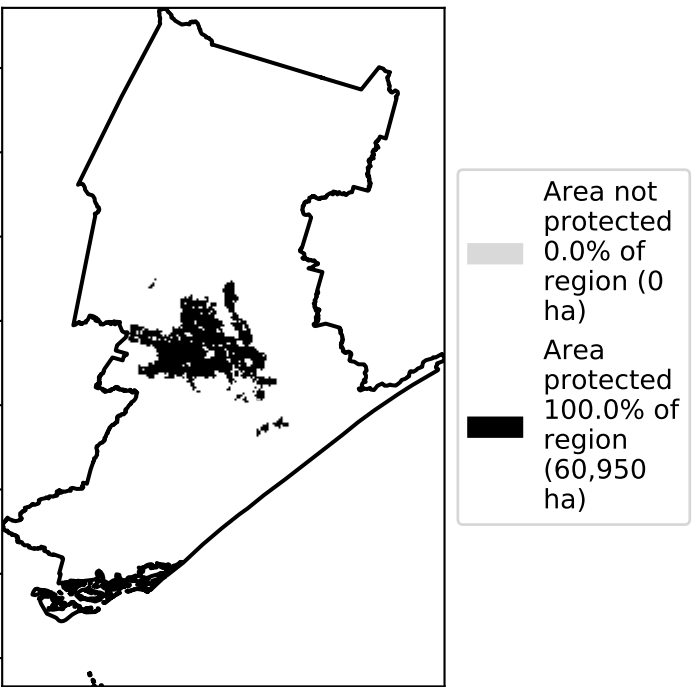 Area not
protected
0.0% of
region (0
ha)
Area
protected
100.0% of
region
(60,950
ha)